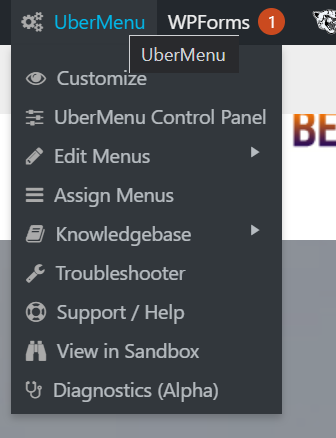 UberMenu WPForms 1
UberMenu
Customize
UberMenu Control Panel
BE
Edit Menus
Assign Menus
Knowledgebase
Troubleshooter
Support / Help
View in Sandbox
Diagnostics (Alpha)